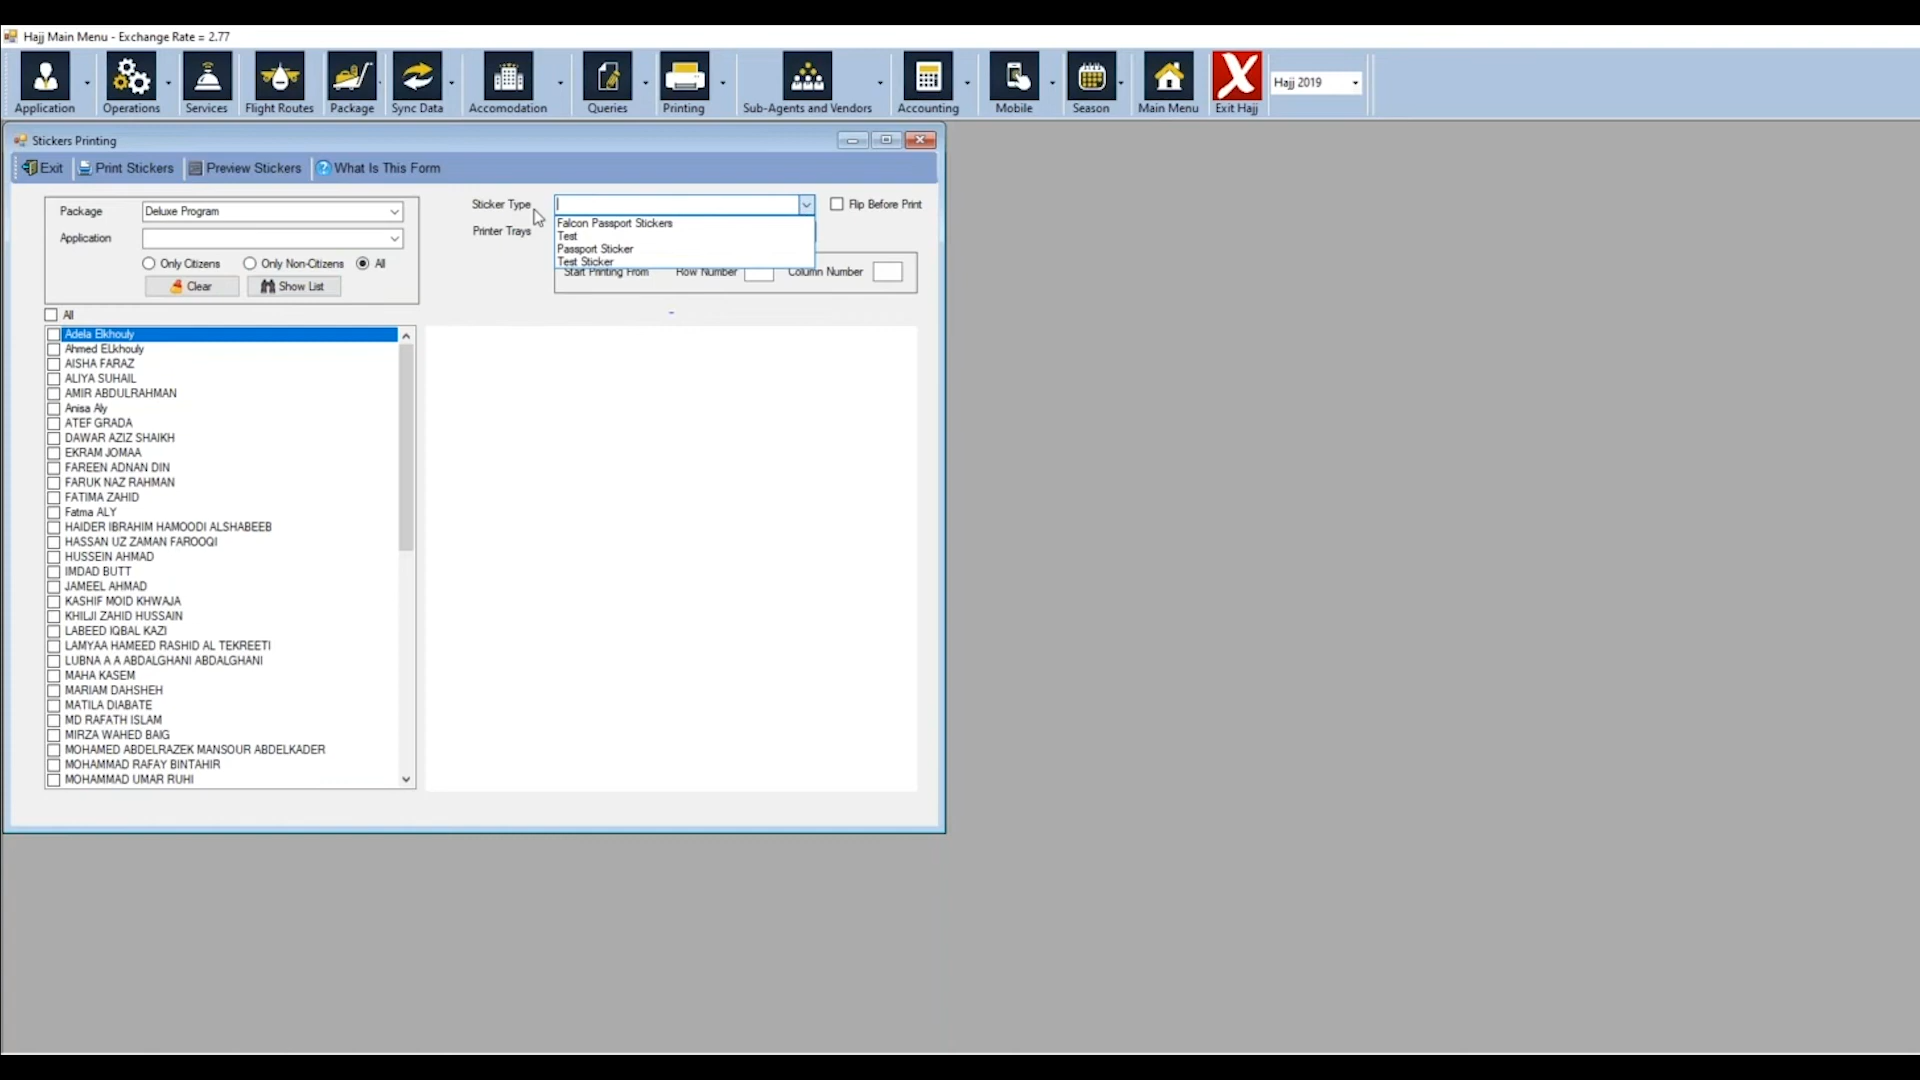 Hajj Main Menu - Exchange Rate = 2.77
Application
Operations
Services
Flight Routes
Package
Sync Data
Accomodation
Queries
Printing
Sub-Agents and Vendors
Accounting
Mobile
Season
Main Menu
Exit Hajj
Hajj 2019
Stickers Printing
Exit
Print Stickers
Preview Stickers
What Is This Form
Package
Deluxe Program
Application
Only Citizens
Only Non-Citizens
All
Clear
Show List
Sticker Type
Flip Before Print
Falcon Passport Stickers
Test
Passport Sticker
Test Sticker
Printer Trays
Start Printing From
Row Number
Column Number
-
All
Adela Elkhouly
Ahmed ELkhouly
AISHA FARAZ
ALIYA SUHAIL
AMIR ABDULRAHMAN
Anisa Aly
ATEF GRADA
DAWAR AZIZ SHAIKH
EKRAM JOMAA
FAREEN ADNAN DIN
FARUK NAZ RAHMAN
FATIMA ZAHID
Fatma ALY
HAIDER IBRAHIM HAMOODI ALSHABEEB
HASSAN UZ ZAMAN FAROOQI
HUSSEIN AHMAD
IMDAD BUTT
JAMEEL AHMAD
KASHIF MOID KHWAJA
KHILJI ZAHID HUSSAIN
LABEED IQBAL KAZI
LAMYAA HAMEED RASHID AL TEKREETI
LUBNA A A ABDALGHANI ABDALGHANI
MAHA KASEM
MARIAM DAHSHEH
MATILA DIABATE
MD RAFATH ISLAM
MIRZA WAHED BAIG
MOHAMED ABDELRAZEK MANSOUR ABDELKADER
MOHAMMAD RAFAY BINTAHIR
MOHAMMAD UMAR RUHI